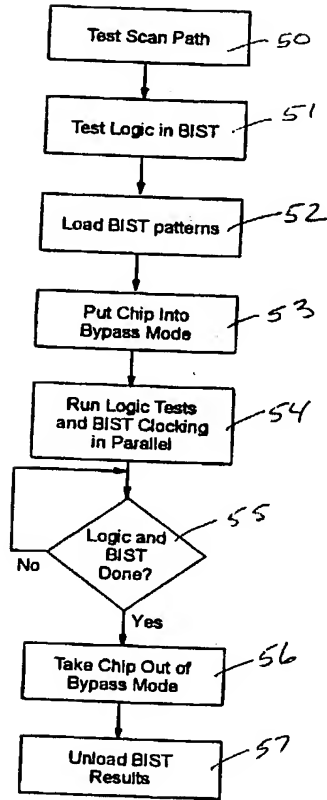 Test Scan Path
50
Test Logic in BIST
51
Load BIST patterns
52
Put Chip Into
Bypass Mode
53
Run Logic Tests
and BIST Clocking
in Parallel
54
Logic and
BIST
Done?
55
No
Yes
Take Chip Out of
Bypass Mode
56
Unload BIST
Results
57